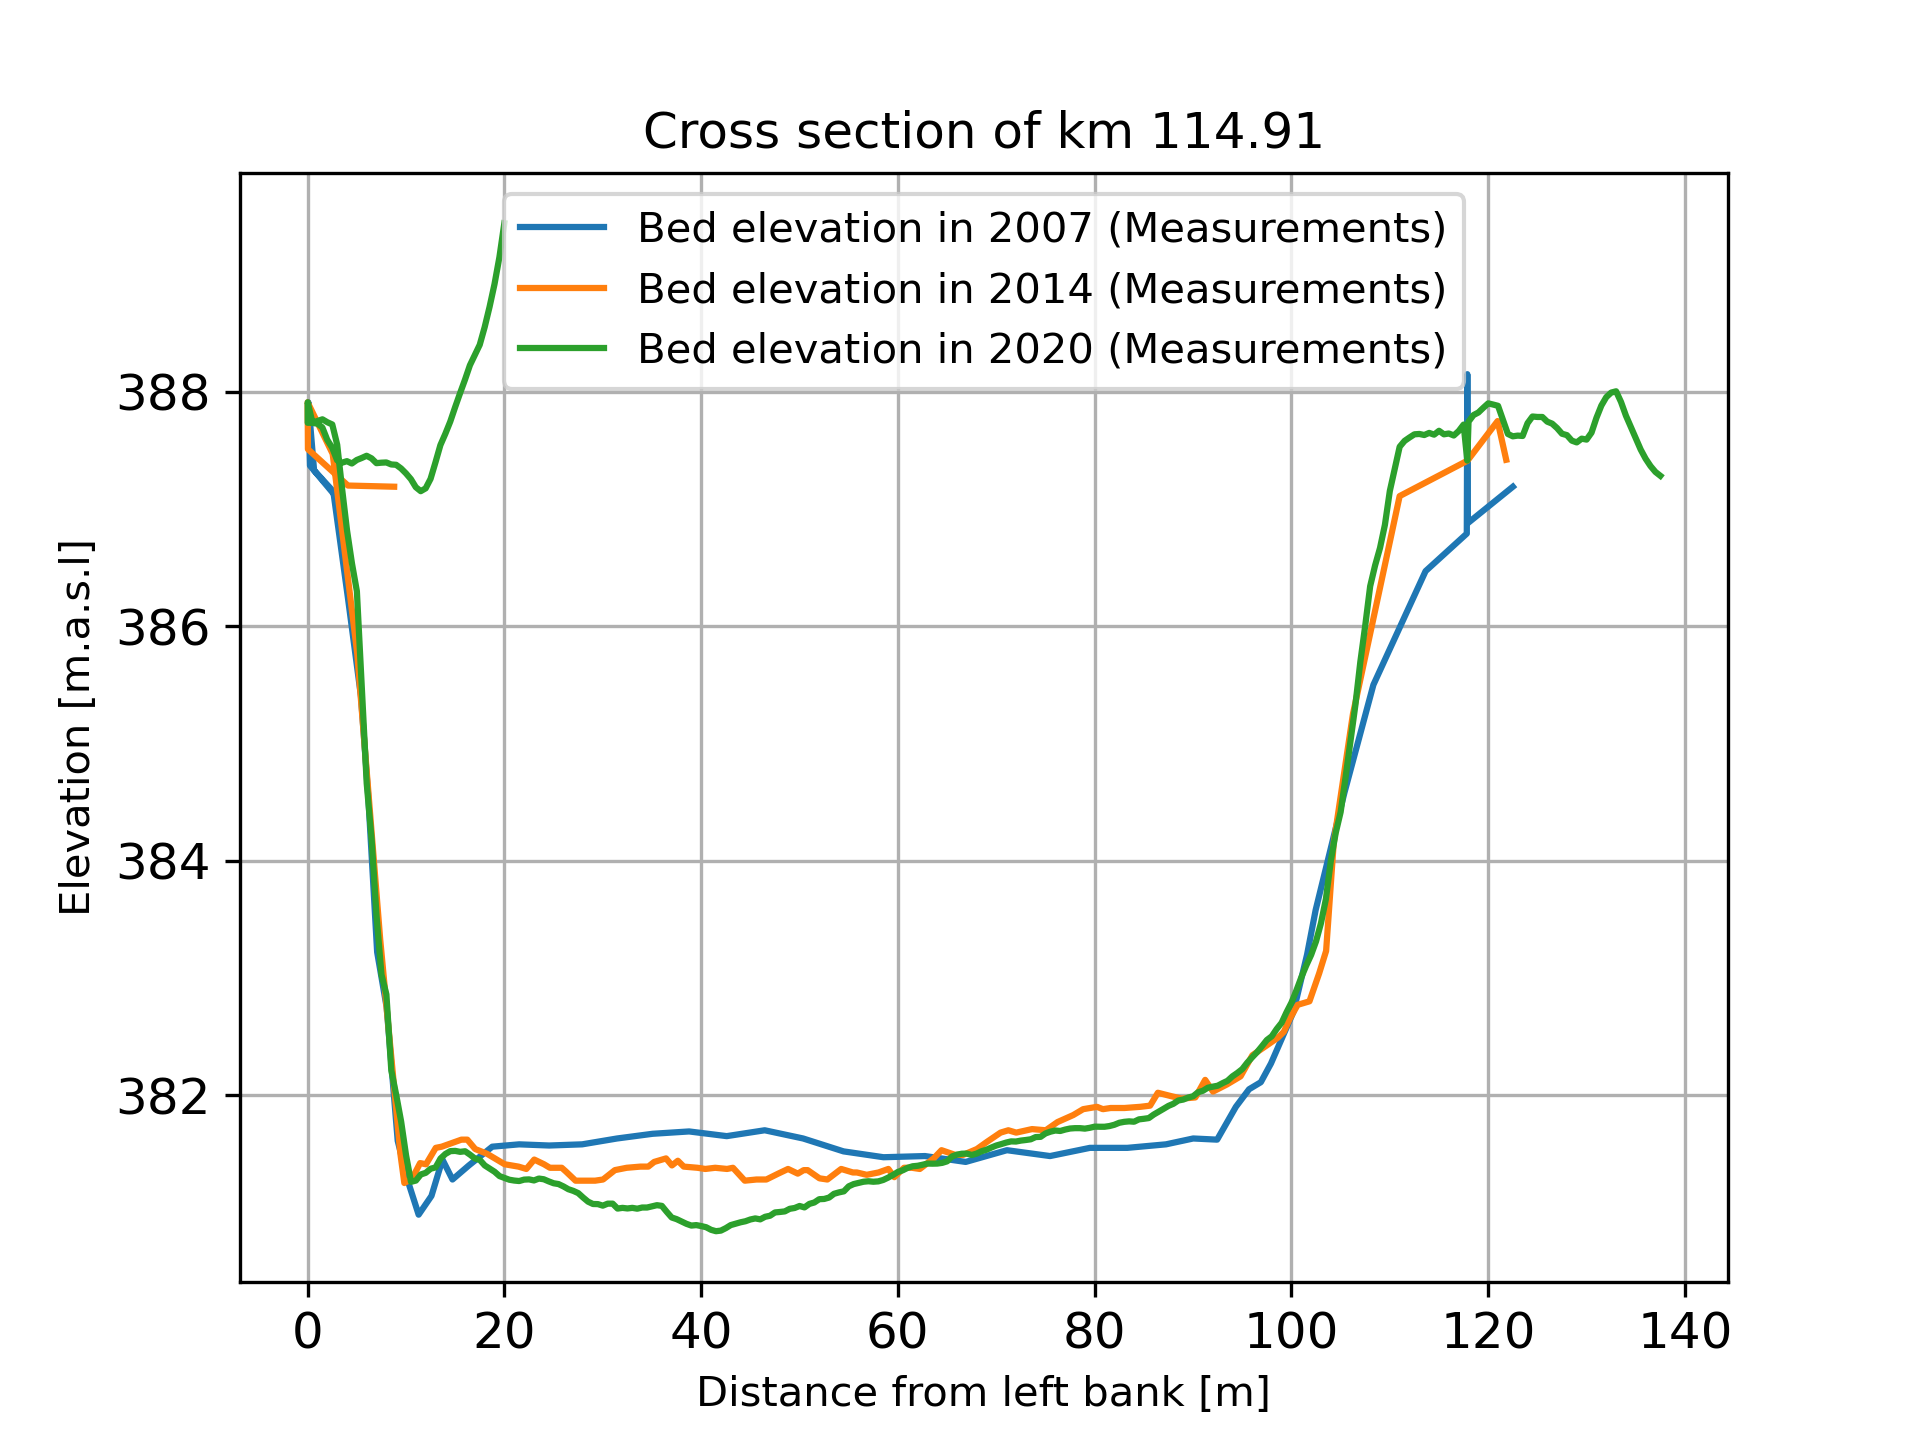 Cross section of km 114.91
Bed elevation in 2007 (Measurements)
Bed elevation in 2014 (Measurements)
Bed elevation in 2020 (Measurements)
388
386
384
382
Elevation [m.a.s.l]
0 20 40 60 80 100 120 140
Distance from left bank [m]